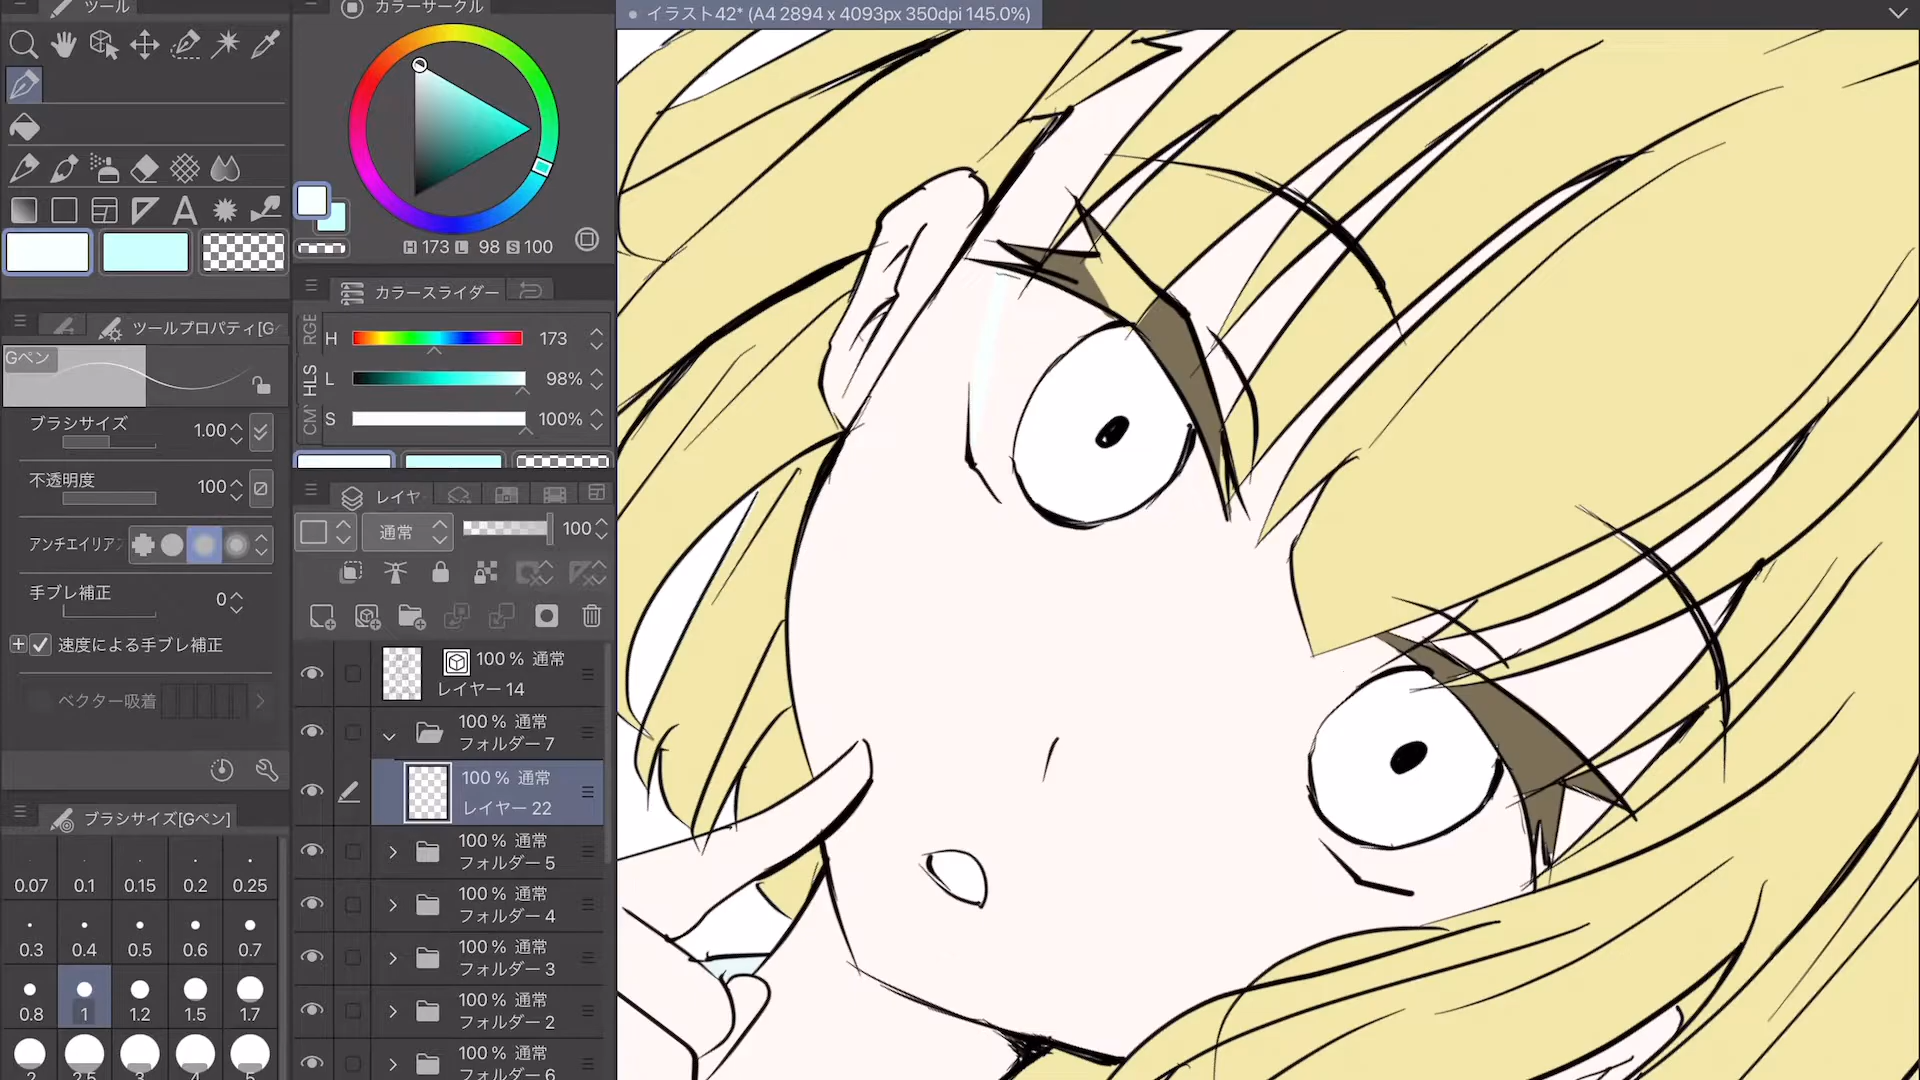 ツール
カラーサークル
イラスト42* (A4 2894 x 4093px 350dpi 145.0%)
H 173 L 98 S 100
カラースライダー
ツールプロパティ[G
Gペン
H 173
L 98%
S 100%
HLS
ブラシサイズ 1.00
不透明度 100
アンチエイリアス
手ブレ補正 0
速度による手ブレ補正
ベクター吸着
レイヤ
通常 100
100 % 通常
レイヤー 14
100 % 通常
フォルダー 7
100 % 通常
レイヤー 22
100 % 通常
フォルダー 5
100 % 通常
フォルダー 4
100 % 通常
フォルダー 3
100 % 通常
フォルダー 2
100 % 通常
フォルダー 6
ブラシサイズ[Gペン]
0.07 0.1 0.15 0.2 0.25
0.3 0.4 0.5 0.6 0.7
0.8 1 1.2 1.5 1.7
2 2.5 3 4 5